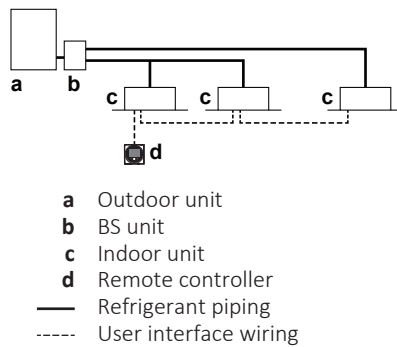 a b
c c c
d
a Outdoor unit
b BS unit
c Indoor unit
d Remote controller
Refrigerant piping
User interface wiring